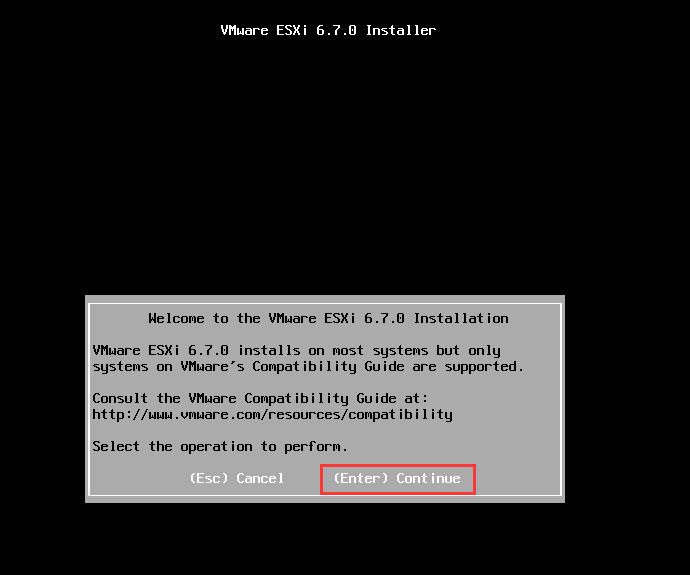 VMware ESXi 6.7.0 Installer
Welcome to the VMware ESXi 6.7.0 Installation
VMware ESXi 6.7.0 installs on most systems but only
systems on VMware's Compatibility Guide are supported.
Consult the VMware Compatibility Guide at:
http://www.vmware.com/resources/compatibility
Select the operation to perform.
(Esc) Cancel (Enter) Continue